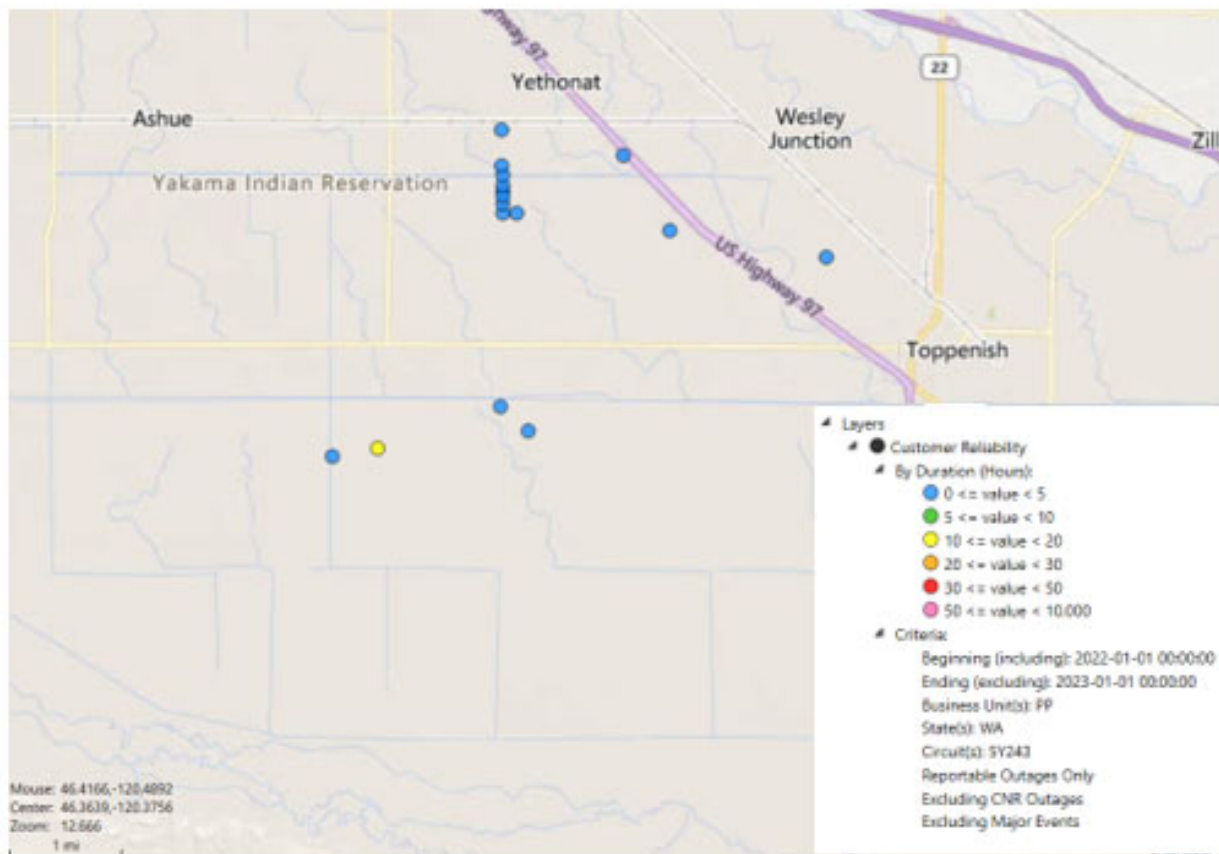 ghway 97
Yethonat
22
Ashue
Wesley
Junction
Zill
Yakama Indian Reservation
US Highway 97
Toppenish
Layers
Customer Reliability
By Duration (Hours):
0 <= value < 5
5 <= value < 10
10 <= value < 20
20 <= value < 30
30 <= value < 50
50 <= value < 10.000
Criteria:
Beginning (including): 2022-01-01 00:00:00
Ending (excluding): 2023-01-01 00:00:00
Business Unit(s): PP
State(s): WA
Circuit(s): 5Y243
Reportable Outages Only
Excluding CNR Outages
Excluding Major Events
Mouse: 46.4166,-120.4892
Center: 46.3639,-120.3756
Zoom: 12.666
1 mi